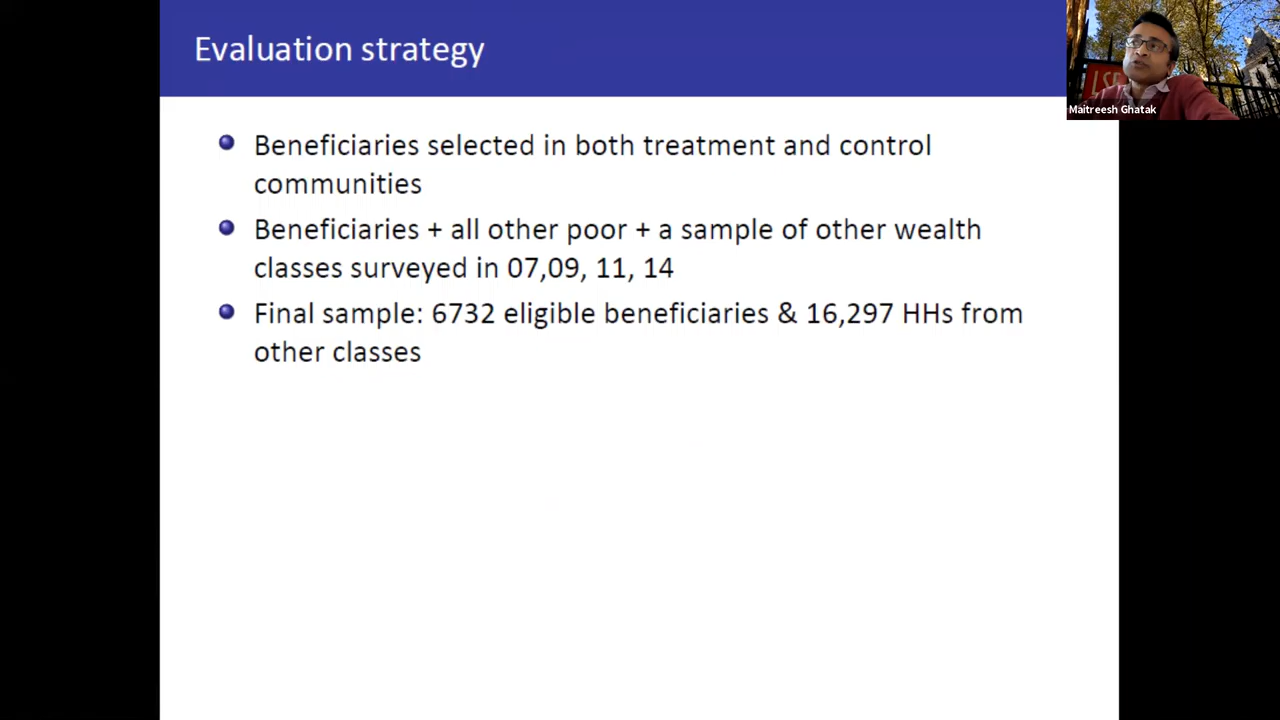 Evaluation strategy
Beneficiaries selected in both treatment and control
communities
Beneficiaries + all other poor + a sample of other wealth
classes surveyed in 07,09, 11, 14
Final sample: 6732 eligible beneficiaries & 16,297 HHs from
other classes
LSE
Maitreesh Ghatak